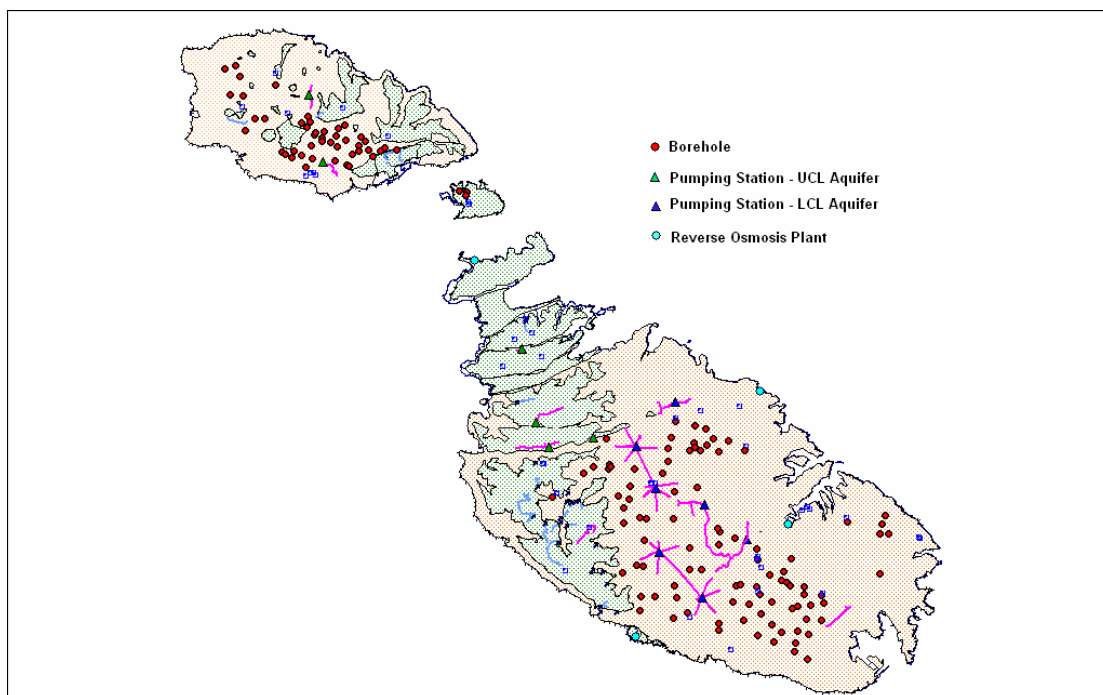 Borehole
Pumping Station - UCL Aquifer
Pumping Station - LCL Aquifer
Reverse Osmosis Plant